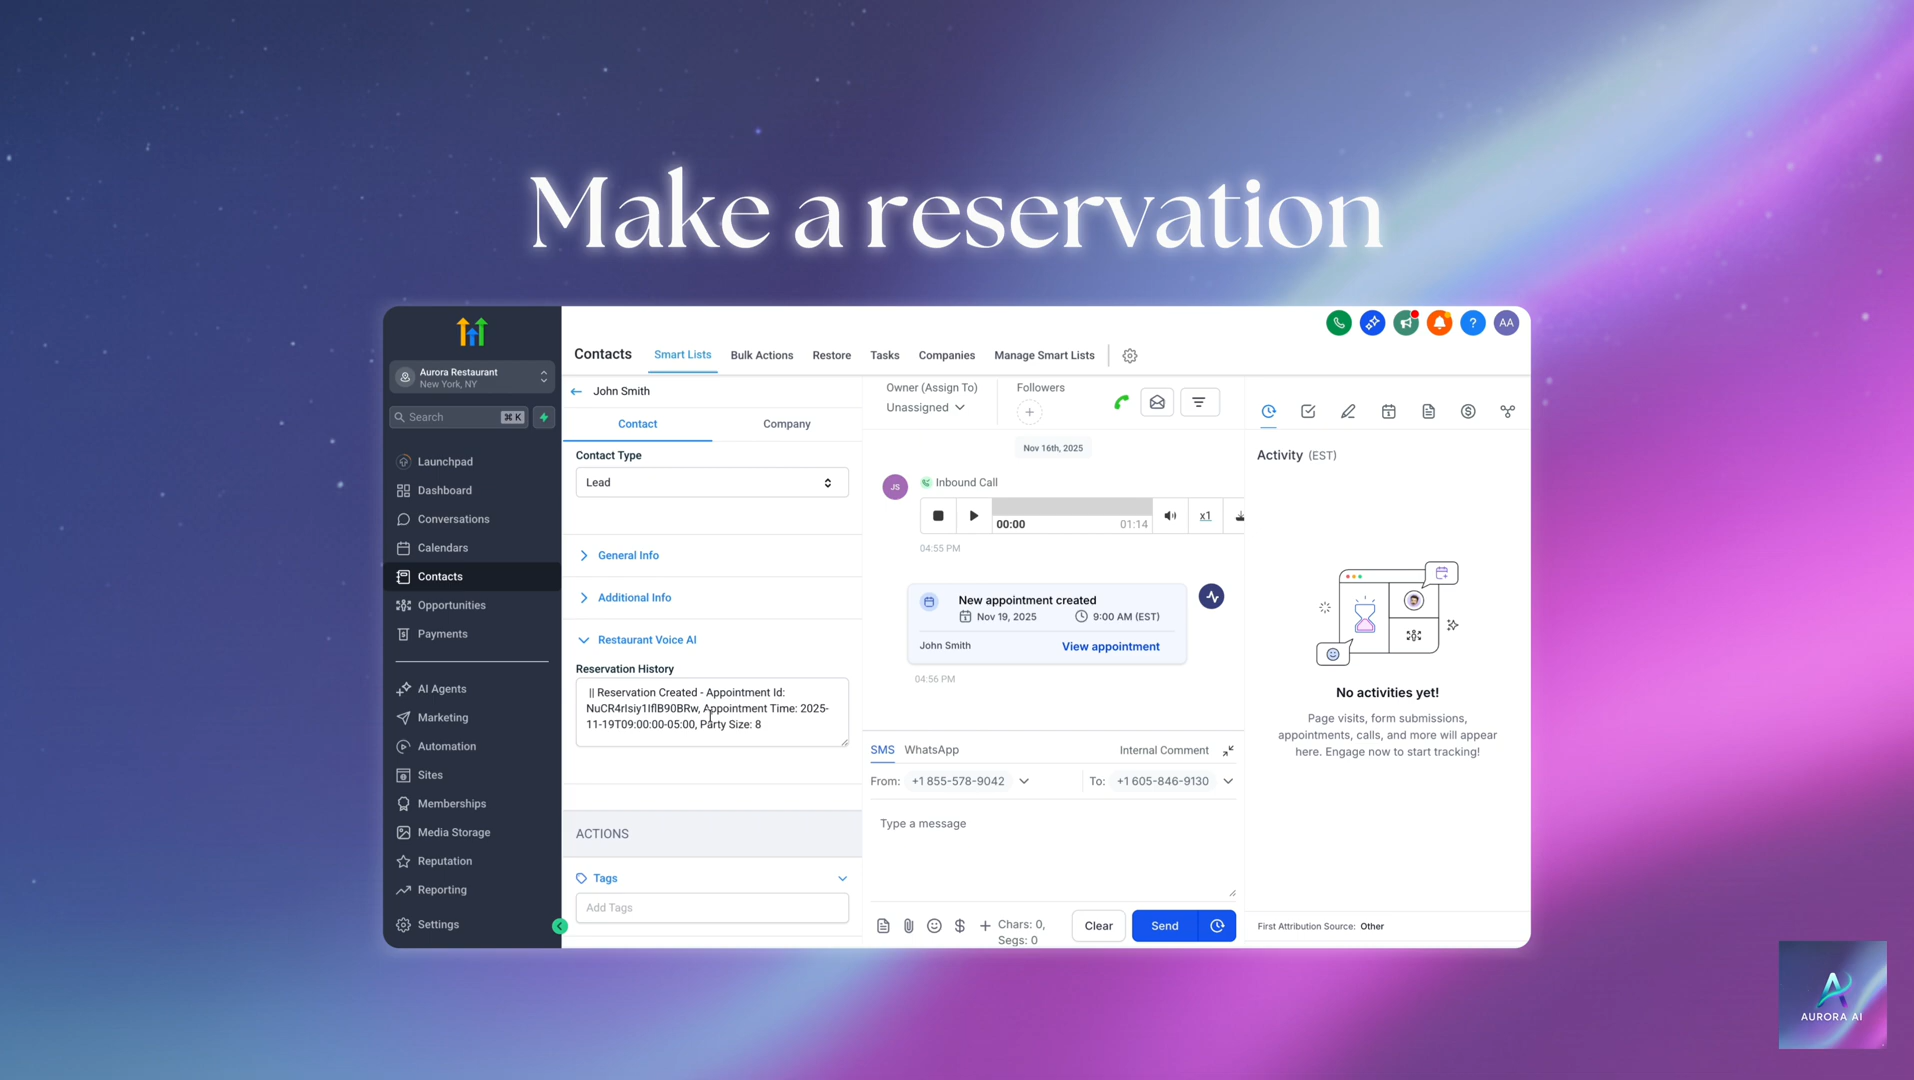 Make a reservation
Aurora Restaurant
New York, NY
Search
⌘ K
Launchpad
Dashboard
Conversations
Calendars
Contacts
Opportunities
Payments
AI Agents
Marketing
Automation
Sites
Memberships
Media Storage
Reputation
Reporting
Settings
Contacts
Smart Lists
Bulk Actions
Restore
Tasks
Companies
Manage Smart Lists
?
AA
John Smith
Contact
Company
Contact Type
Lead
General Info
Additional Info
Restaurant Voice AI
Reservation History
|| Reservation Created - Appointment Id:
NuCR4rIsiy1IflB90BRw, Appointment Time: 2025-
11-19T09:00:00-05:00, Party Size: 8
ACTIONS
Tags
Add Tags
Owner (Assign To)
Unassigned
Followers
Nov 16th, 2025
JS
Inbound Call
00:00
01:14
x1
04:55 PM
New appointment created
Nov 19, 2025
9:00 AM (EST)
John Smith
View appointment
04:56 PM
SMS
WhatsApp
Internal Comment
From: +1 855-578-9042
To: +1 605-846-9130
Type a message
Chars: 0,
Segs: 0
Clear
Send
Activity (EST)
No activities yet!
Page visits, form submissions,
appointments, calls, and more will appear
here. Engage now to start tracking!
First Attribution Source: Other
AURORA AI